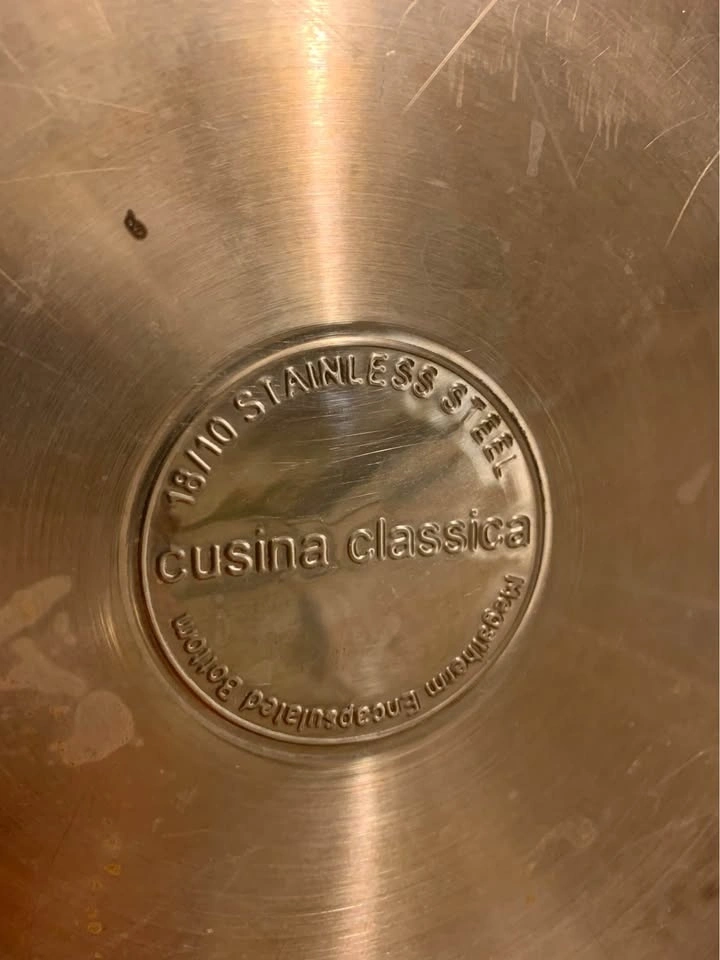 18/10 STAINLESS STEEL
cusina classica
Megatherm Encapsulated Bottom